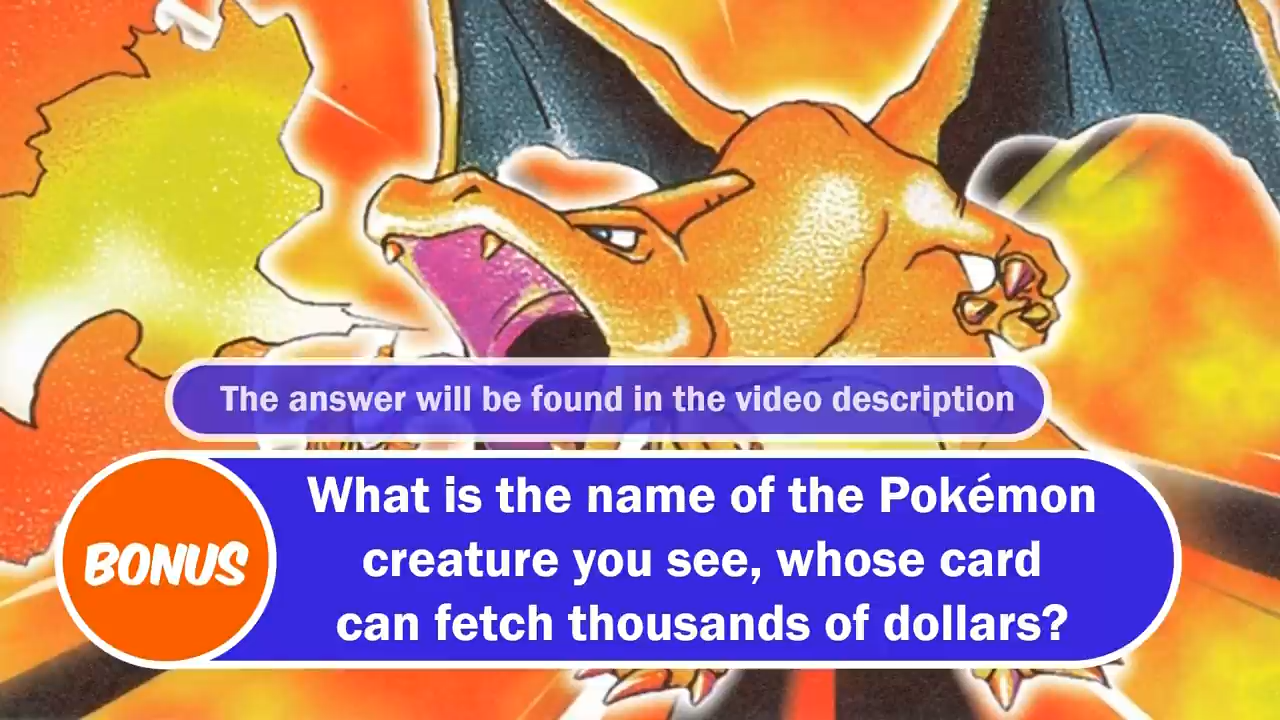 The answer will be found in the video description
BONUS
What is the name of the Pokémon
creature you see, whose card
can fetch thousands of dollars?